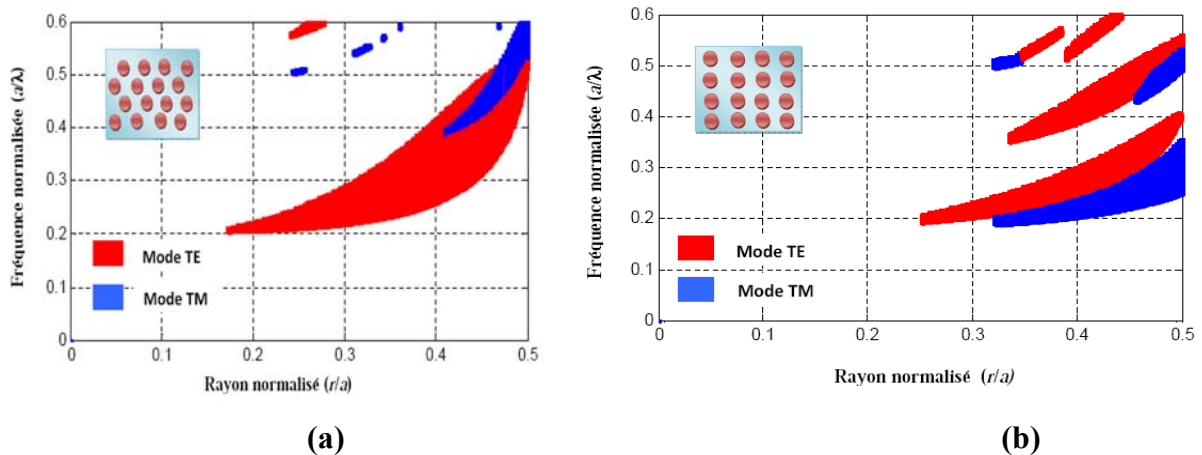 0.6
0.5
0.4
0.3
0.2
0.1
0
Fréquence normalisée (a/λ)
Mode TE
Mode TM
0 0.1 0.2 0.3 0.4 0.5
Rayon normalisé (r/a)
(a)
0.6
0.5
0.4
0.3
0.2
0.1
0
Fréquence normalisée (a/λ)
Mode TE
Mode TM
0 0.1 0.2 0.3 0.4 0.5
Rayon normalisé (r/a)
(b)